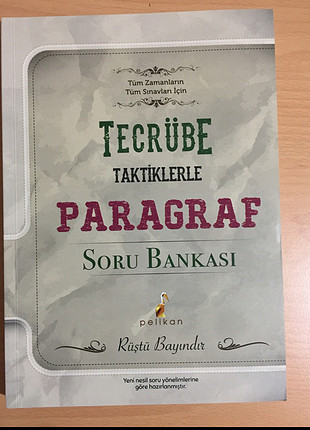 Tüm Zamanların
Tüm Sınavları İçin
TECRÜBE
TAKTİKLERLE
PARAGRAF
SORU BANKASI
pelikan
Rüştü Bayındır
Yeni nesil soru yönelimlerine
göre hazırlanmıştır.